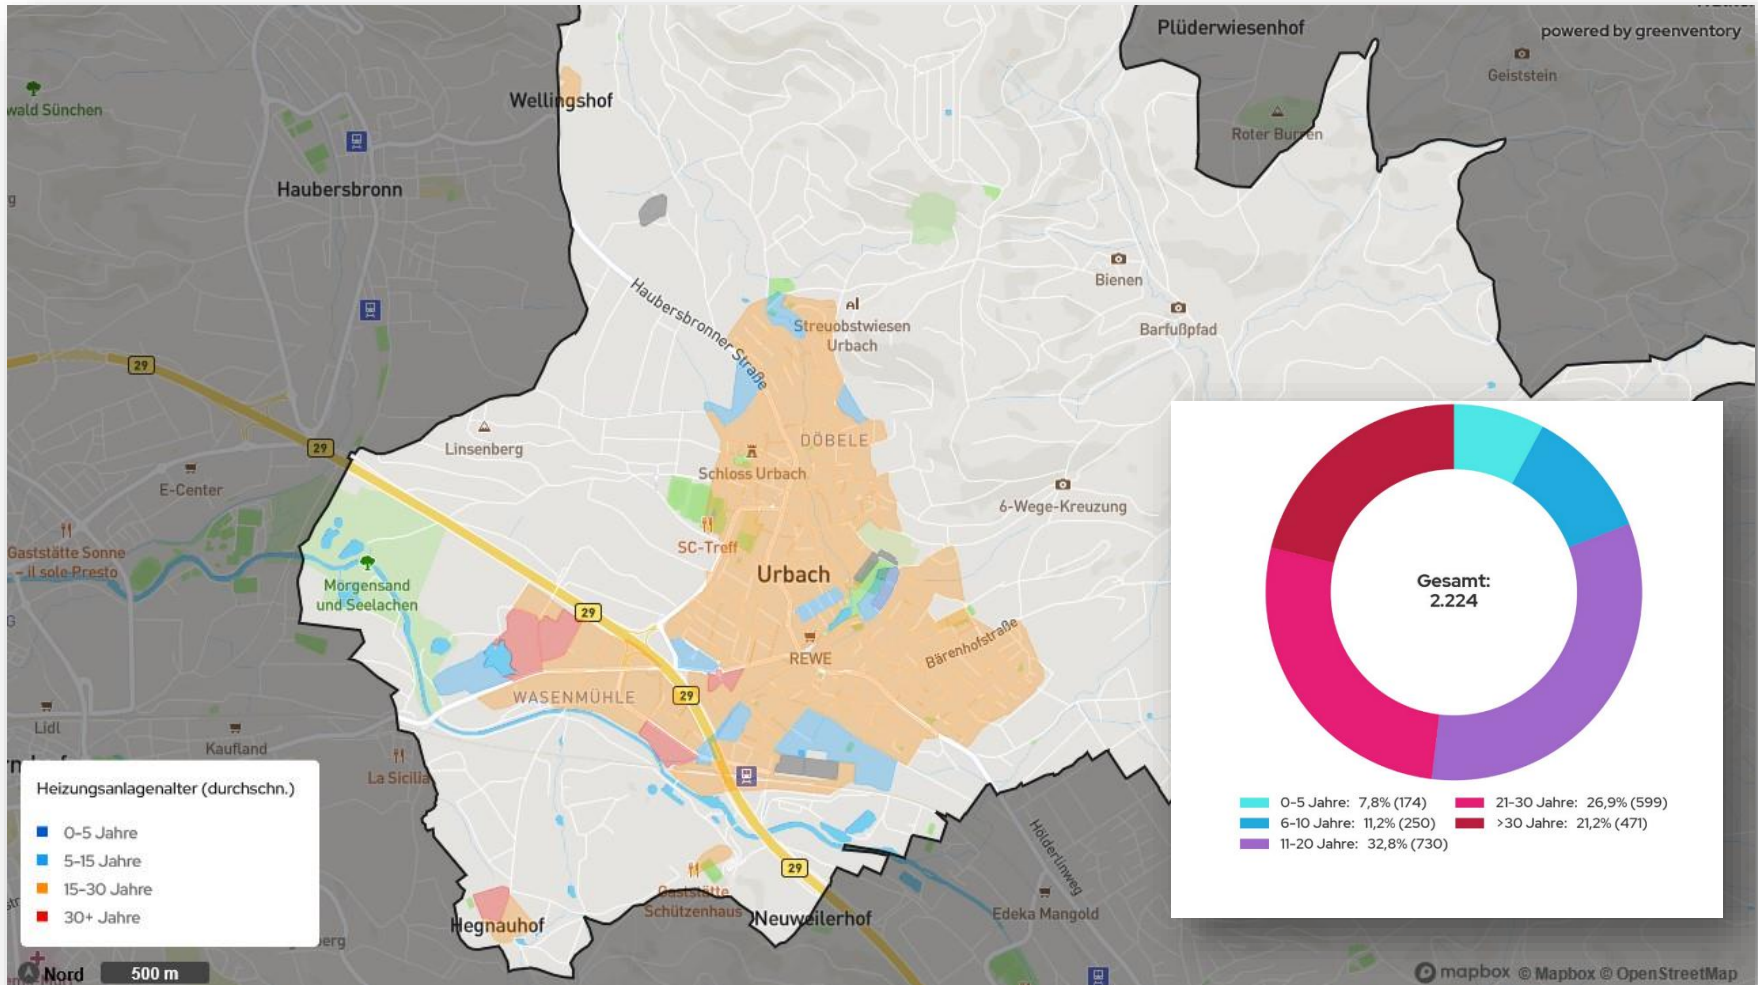 Plüderwiesenhof
powered by greenventory
Geiststein
wald Sünchen
Wellingshof
Roter Burren
Haubersbronn
Bienen
Haubersbronner Straße
Barfußpfad
Streuobstwiesen
Urbach
29
Linsenberg
DÖBELE
29
E-Center
Schloss Urbach
6-Wege-Kreuzung
Gaststätte Sonne
– il sole Presto
SC-Treff
Morgensand
und Seelachen
Urbach
29
REWE
Bärenhofstraße
WASENMÜHLE
29
Lidl
Kaufland
La Sicilia
29
Gaststätte
Schützenhaus
Neuweilerhof
Hegnauhof
Hölderlinweg
Edeka Mangold
Heizungsanlagenalter (durchschn.)
0-5 Jahre
5-15 Jahre
15-30 Jahre
30+ Jahre
Nord
500 m
Gesamt:
2.224
0-5 Jahre: 7,8% (174)
6-10 Jahre: 11,2% (250)
11-20 Jahre: 32,8% (730)
21-30 Jahre: 26,9% (599)
>30 Jahre: 21,2% (471)
mapbox © Mapbox © OpenStreetMap